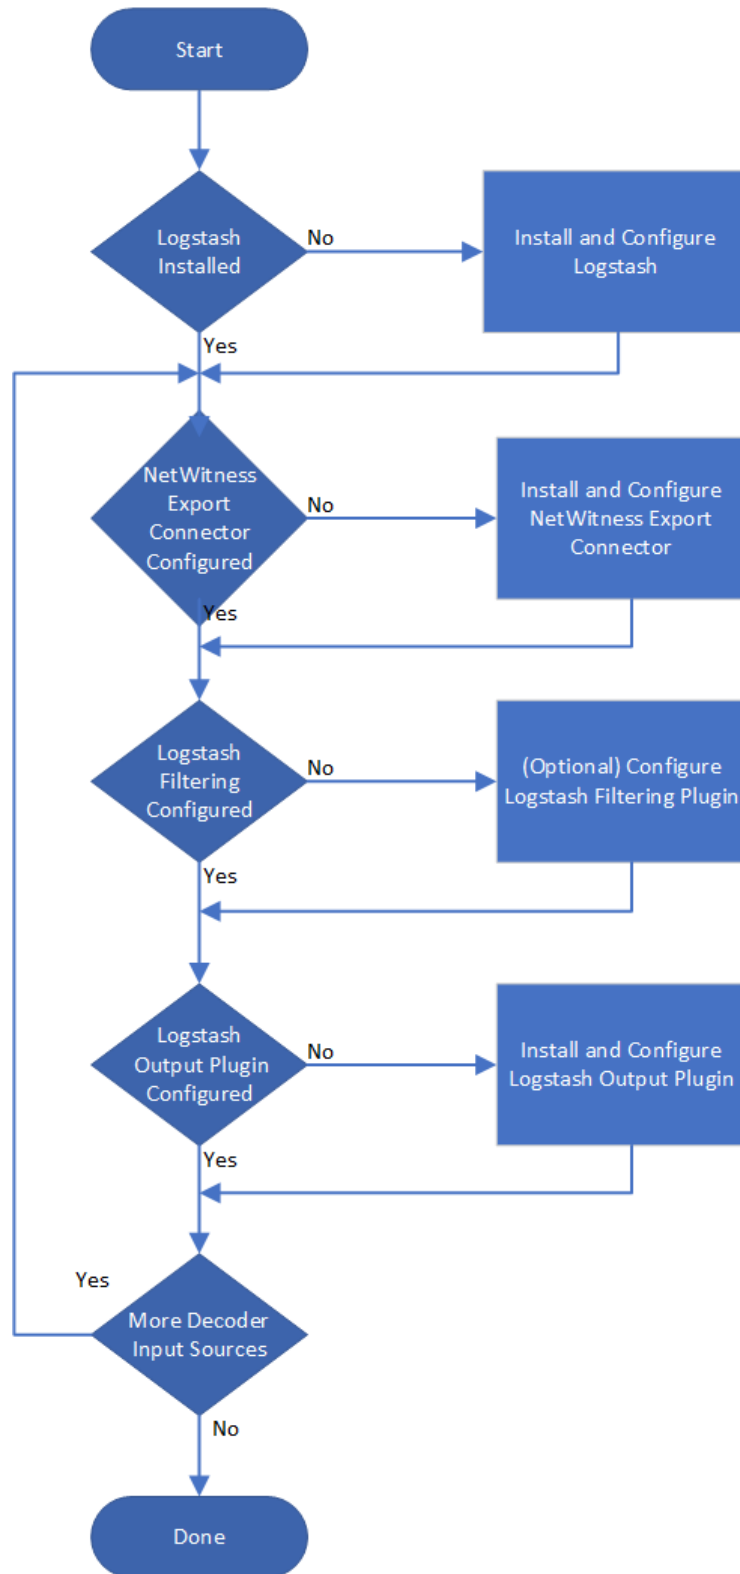 Start
Logstash
Installed
No
Install and Configure
Logstash
Yes
NetWitness
Export
Connector
Configured
No
Install and Configure
NetWitness Export
Connector
Yes
Logstash
Filtering
Configured
No
(Optional) Configure
Logstash Filtering Plugin
Yes
Logstash
Output Plugin
Configured
No
Install and Configure
Logstash Output Plugin
Yes
Yes
More Decoder
Input Sources
No
Done